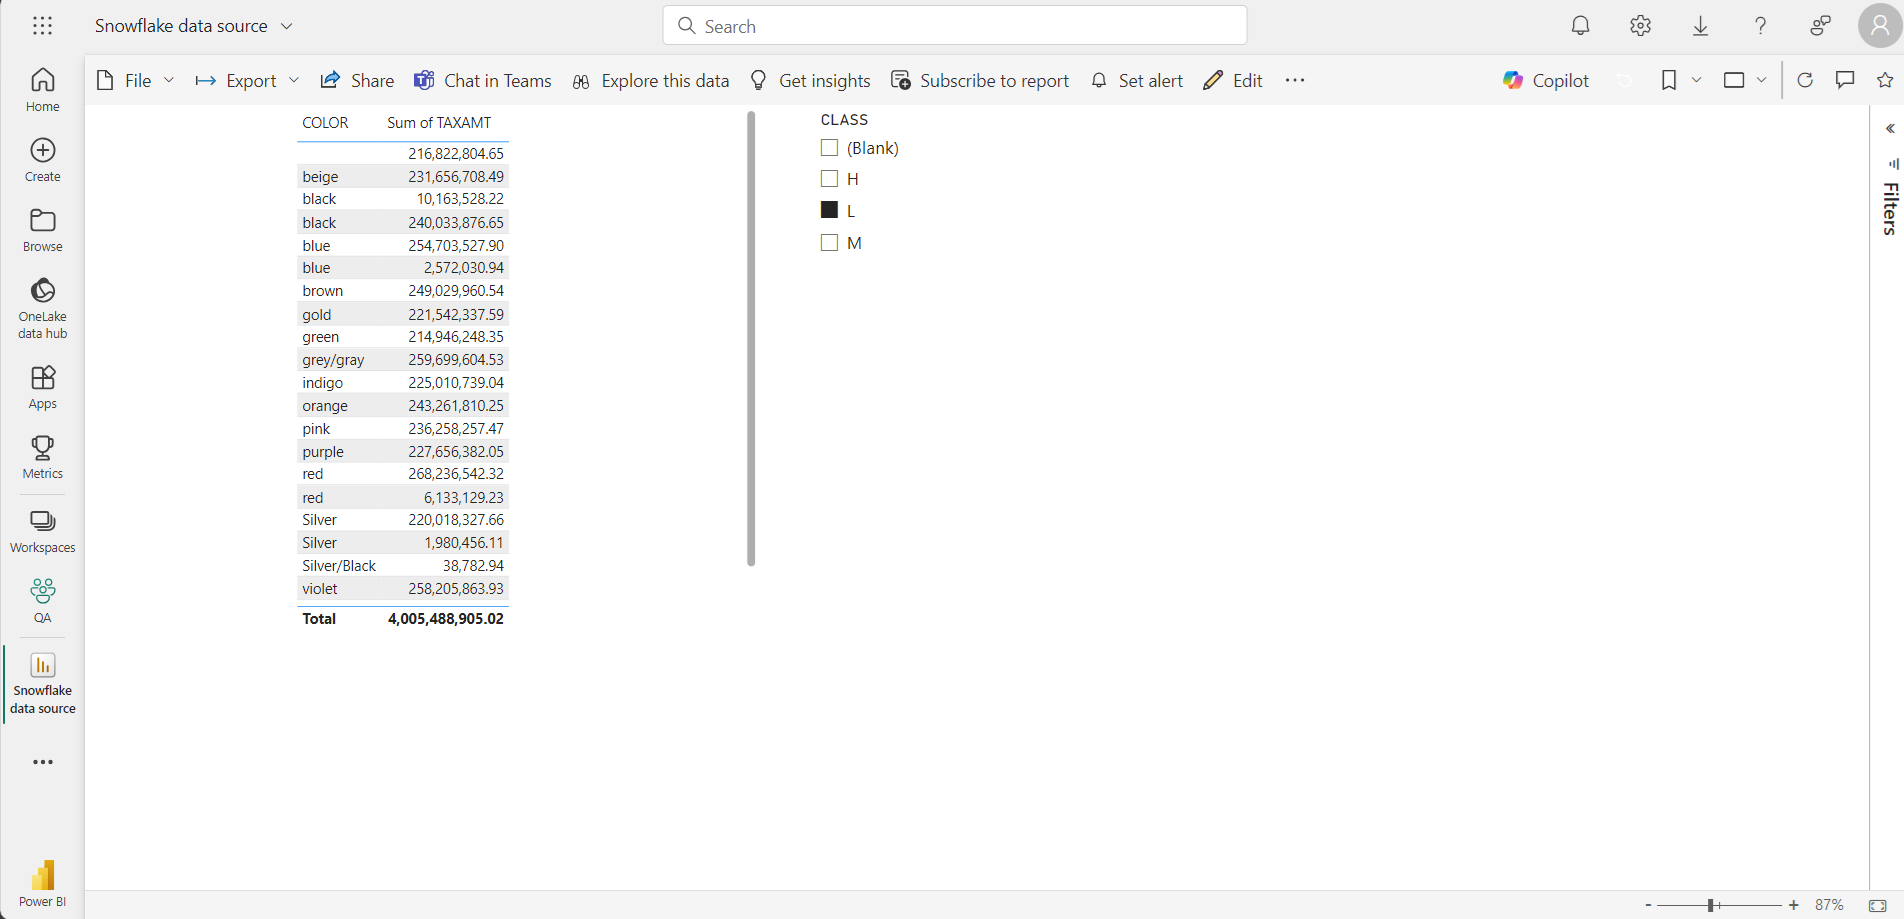 Snowflake data source
Search
File Export Share Chat in Teams Explore this data Get insights Subscribe to report Set alert Edit Copilot
Home
Create
Browse
OneLake
data hub
Apps
Metrics
Workspaces
QA
Snowflake
data source
Power BI
COLOR Sum of TAXAMT
216,822,804.65
beige 231,656,708.49
black 10,163,528.22
black 240,033,876.65
blue 254,703,527.90
blue 2,572,030.94
brown 249,029,960.54
gold 221,542,337.59
green 214,946,248.35
grey/gray 259,699,604.53
indigo 225,010,739.04
orange 243,261,810.25
pink 236,258,257.47
purple 227,656,382.05
red 268,236,542.32
red 6,133,129.23
Silver 220,018,327.66
Silver 1,980,456.11
Silver/Black 38,782.94
violet 258,205,863.93
Total 4,005,488,905.02
CLASS
(Blank)
H
L
M
Filters
- + 87%